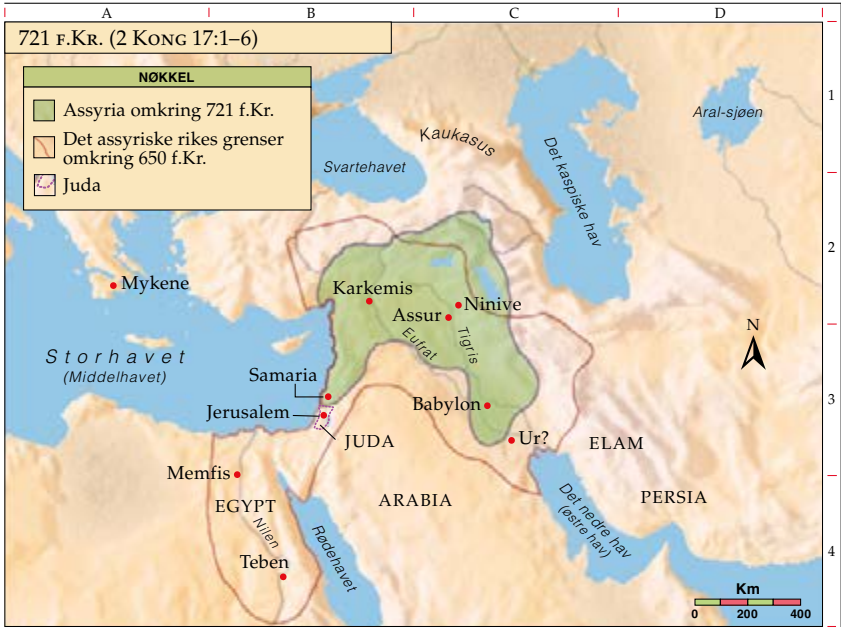 A B C D
721 F.KR. (2 KONG 17:1–6)
NØKKEL
Assyria omkring 721 f.Kr.
Det assyriske rikes grenser
omkring 650 f.Kr.
Juda
1
Aral-sjøen
Kaukasus
Svartehavet
Det kaspiske hav
2
Mykene
Karkemis
Ninive
Assur
Eufrat
Tigris
N
Storhavet
(Middelhavet)
Samaria
3
Jerusalem
Babylon
JUDA
Ur?
ELAM
Memfis
EGYPT
ARABIA
PERSIA
Nilen
Rødehavet
Det nedre hav
(østre hav)
4
Teben
Km
0 200 400